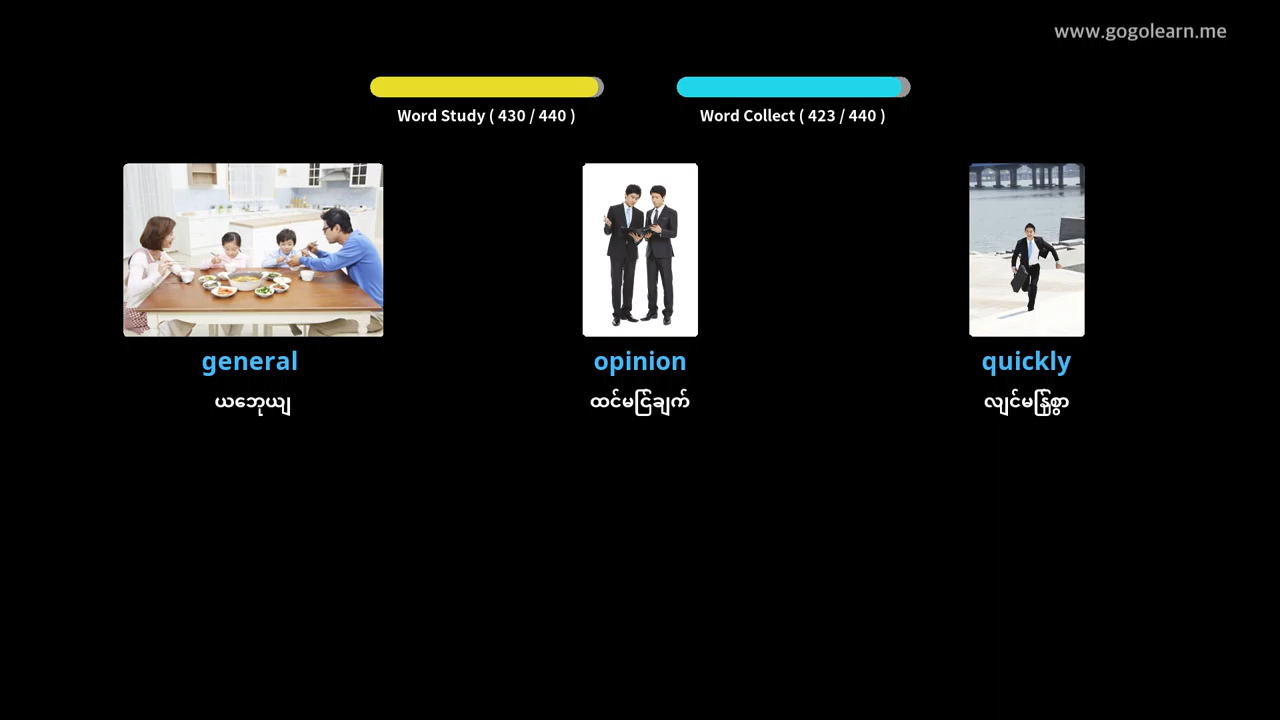 www.gogolearn.me
Word Study ( 430 / 440 )
Word Collect ( 423 / 440 )
general
opinion
quickly
ယဘေုယျ
ထင်မြင်ချက်
လျင်မြန်စွာ